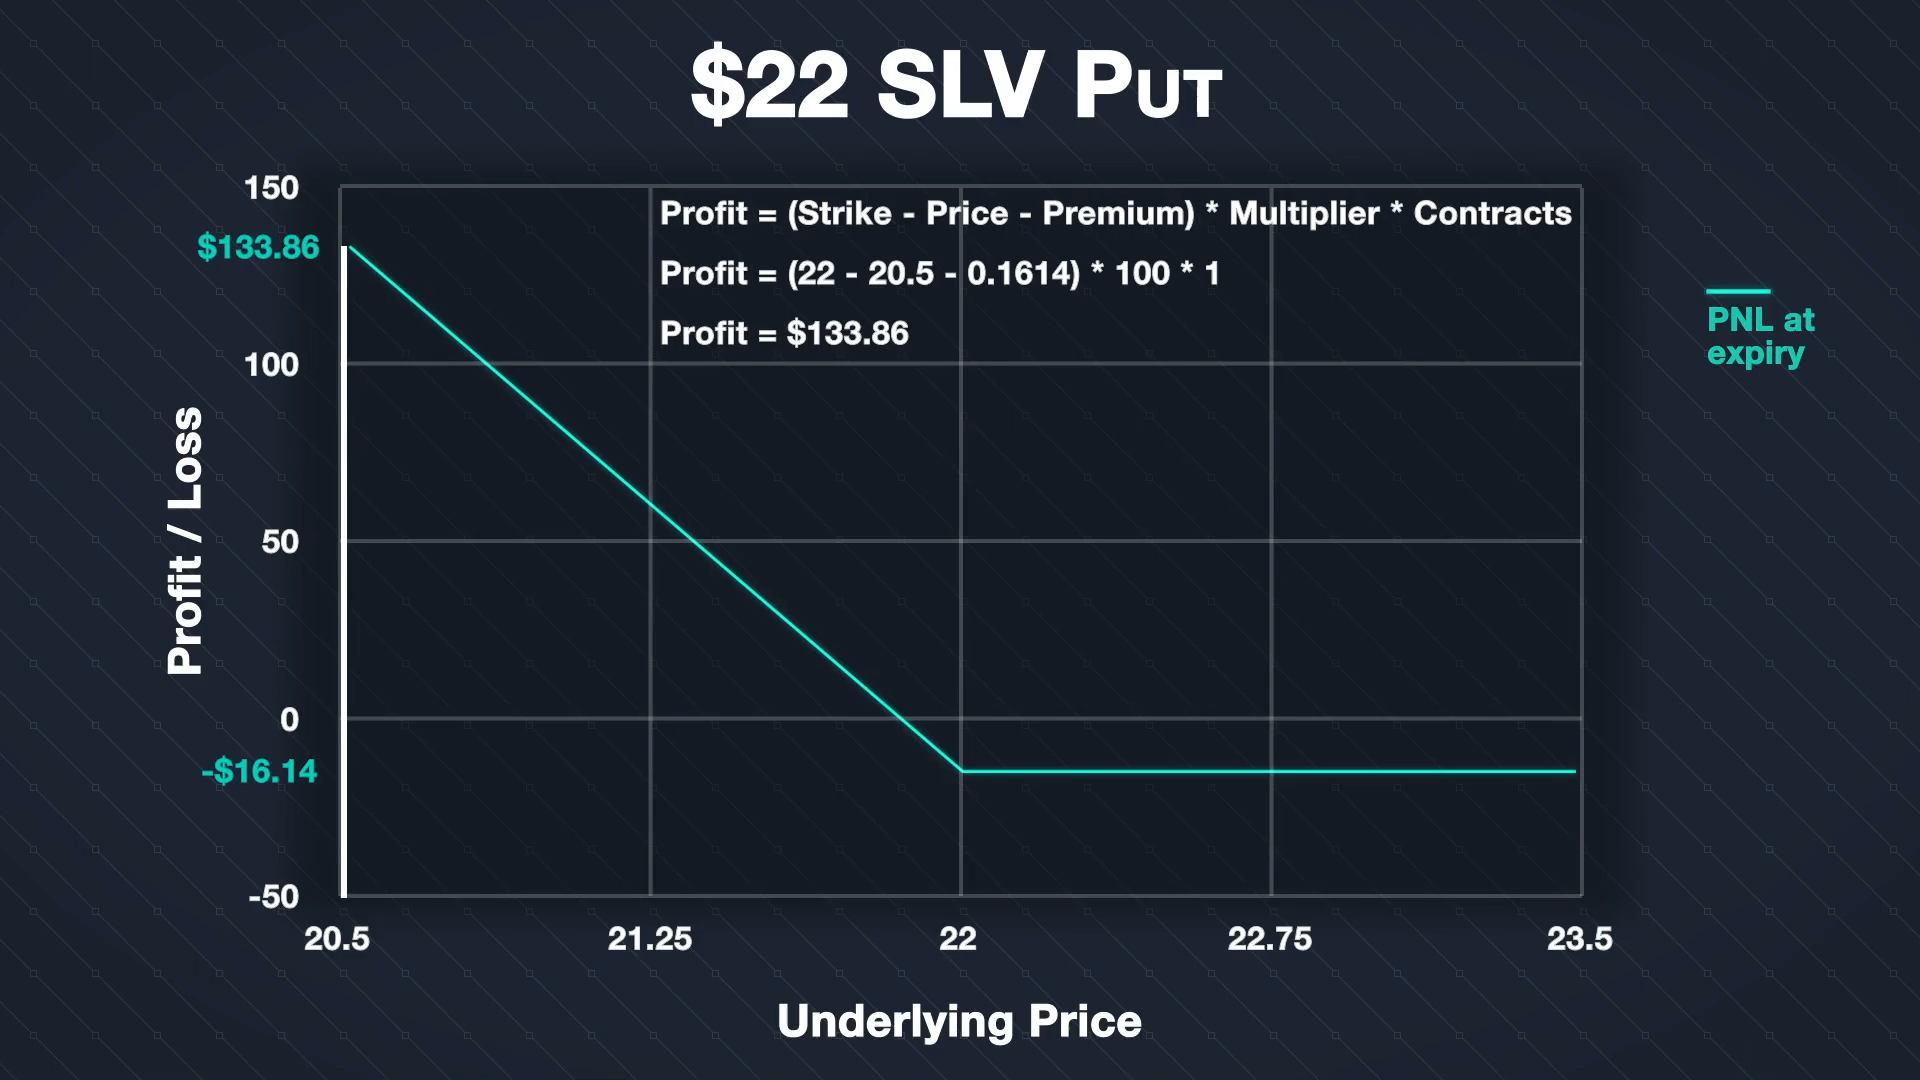 $22 SLV PUT
150
$133.86
Profit = (Strike - Price - Premium) * Multiplier * Contracts
Profit = (22 - 20.5 - 0.1614) * 100 * 1
Profit = $133.86
PNL at
expiry
100
Profit / Loss
50
0
-$16.14
-50
20.5 21.25 22 22.75 23.5
Underlying Price